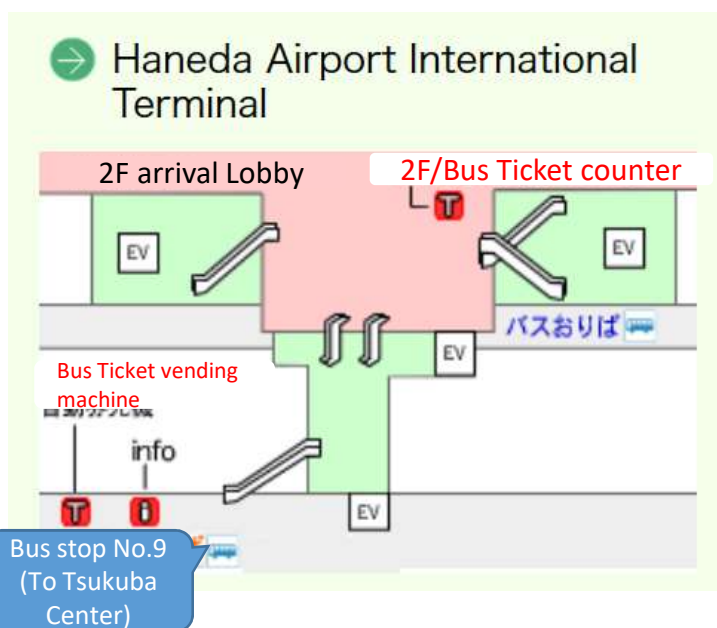 Haneda Airport International
Terminal
2F arrival Lobby
2F/Bus Ticket counter
T
EV
EV
バスおりば
EV
Bus Ticket vending
machine
info
T
i
EV
Bus stop No.9
(To Tsukuba
Center)